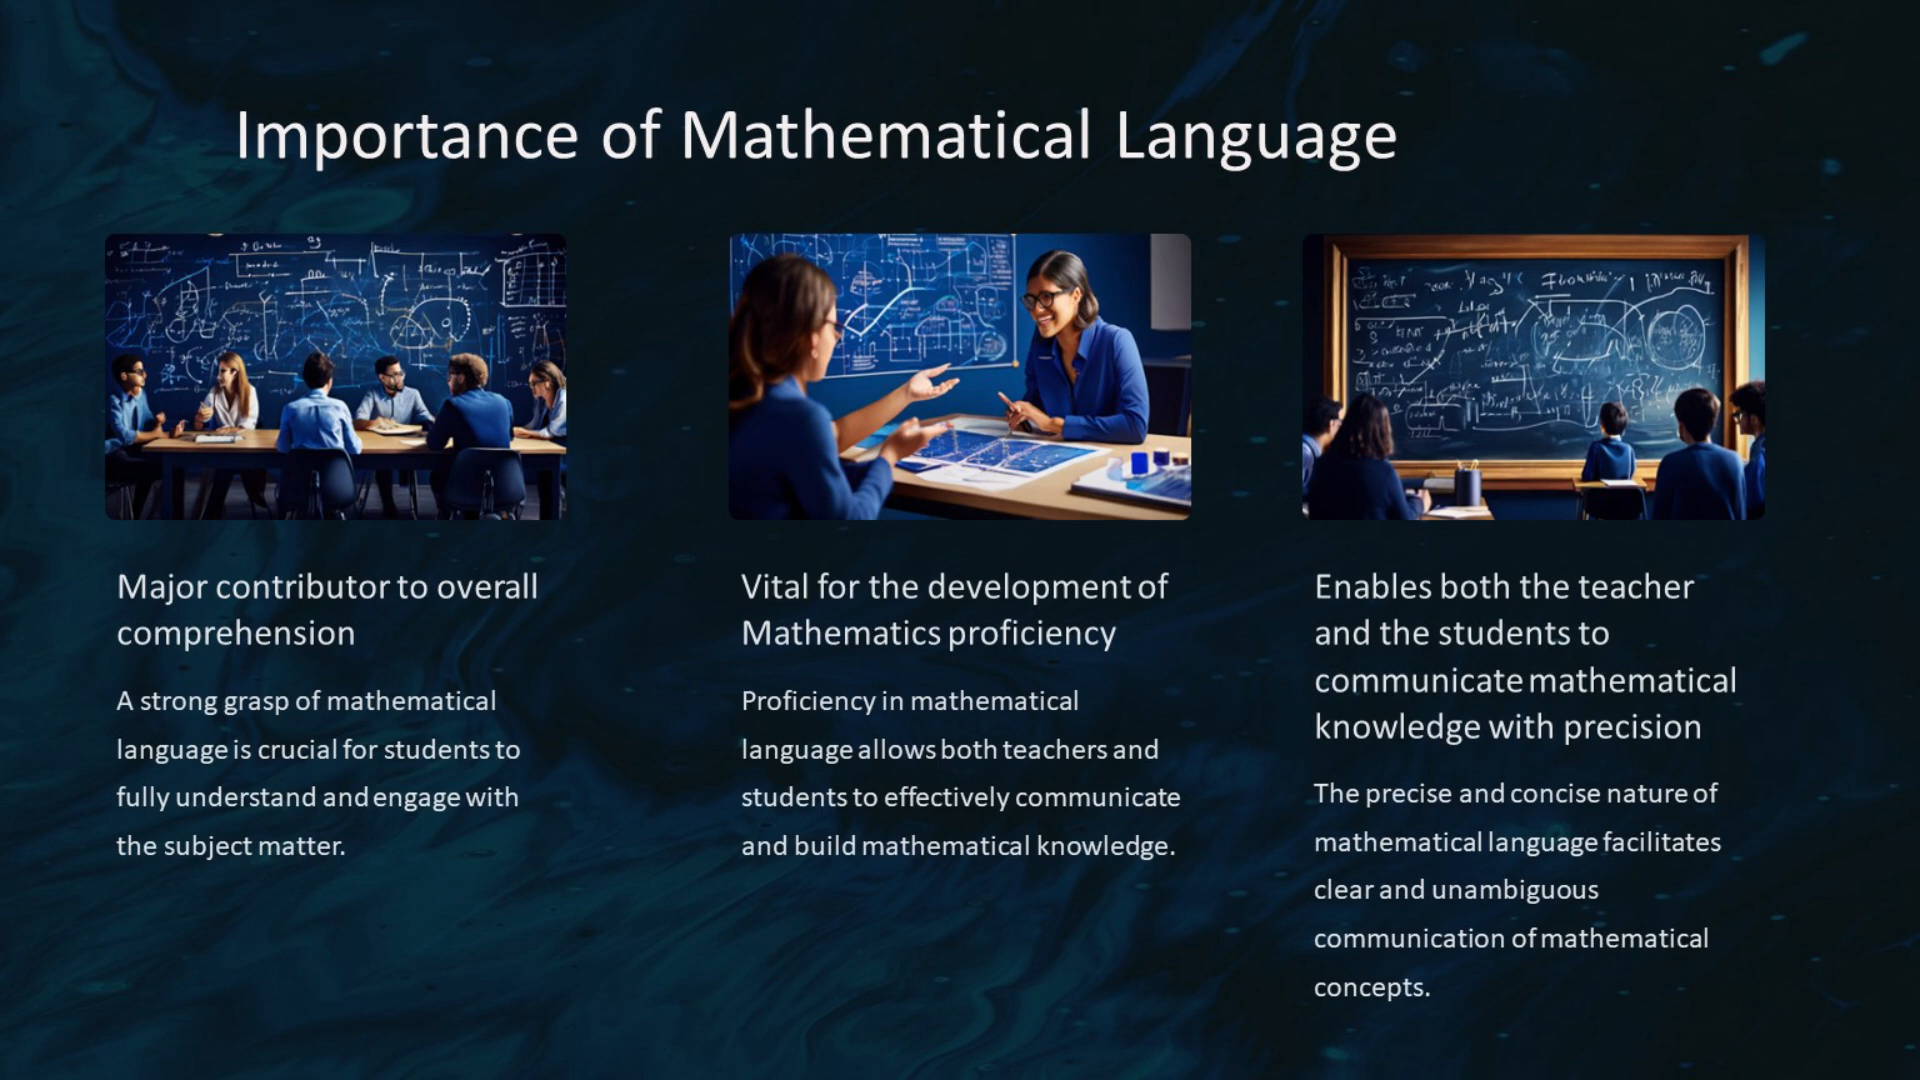 Importance of Mathematical Language
Major contributor to overall
comprehension
A strong grasp of mathematical
language is crucial for students to
fully understand and engage with
the subject matter.
Vital for the development of
Mathematics proficiency
Proficiency in mathematical
language allows both teachers and
students to effectively communicate
and build mathematical knowledge.
Enables both the teacher
and the students to
communicate mathematical
knowledge with precision
The precise and concise nature of
mathematical language facilitates
clear and unambiguous
communication of mathematical
concepts.